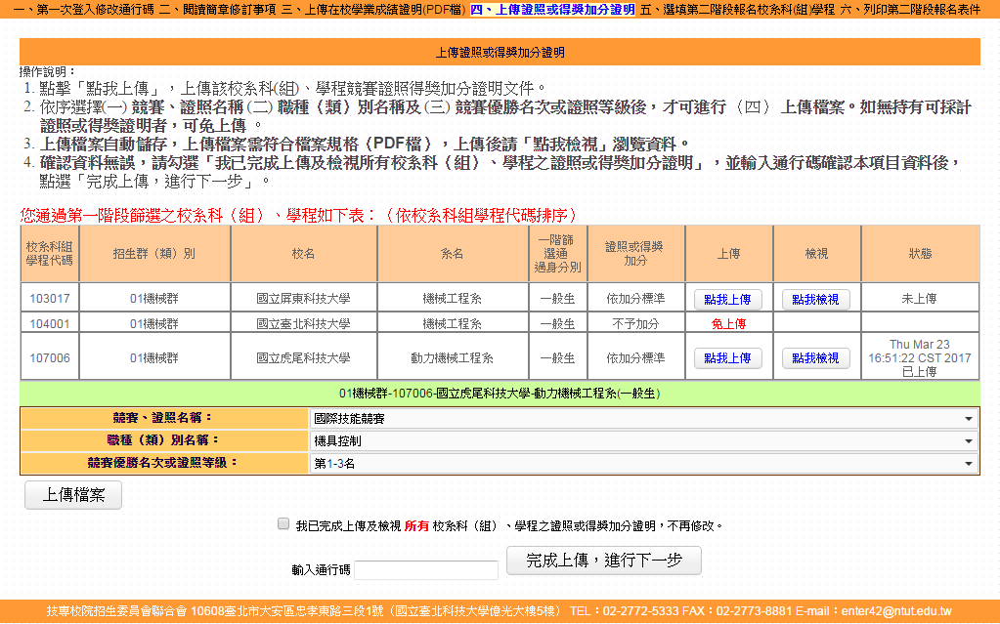 一、第一次登入修改通行碼 二、閱讀簡章修訂事項 三、上傳在校學業成績證明(PDF檔) 四、上傳證照或得獎加分證明 五、選填第二階段報名校系科(組)學程 六、列印第二階段報名表件
上傳證照或得獎加分證明
操作說明：
1. 點擊「點我上傳」，上傳該校系科(組)、學程競賽證照得獎加分證明文件。
2. 依序選擇(一) 競賽、證照名稱 (二) 職種（類）別名稱及 (三) 競賽優勝名次或證照等級後，才可進行〈四〉上傳檔案。如無持有可採計
證照或得獎證明者，可免上傳 。
3. 上傳檔案自動儲存，上傳檔案需符合檔案規格（PDF檔），上傳後請「點我檢視」瀏覽資料。
4. 確認資料無誤，請勾選「我已完成上傳及檢視所有校系科（組）、學程之證照或得獎加分證明」，並輸入通行碼確認本項目資料後，
點選「完成上傳，進行下一步」。
您通過第一階段篩選之校系科（組）、學程如下表：（依校系科組學程代碼排序）
校系科組
學程代碼 招生群（類）別 校名 系名 一階篩
選通
過身分別 證照或得獎
加分 上傳 檢視 狀態
103017 01機械群 國立屏東科技大學 機械工程系 一般生 依加分標準 點我上傳 點我檢視 未上傳
104001 01機械群 國立臺北科技大學 機械工程系 一般生 不予加分 免上傳
107006 01機械群 國立虎尾科技大學 動力機械工程系 一般生 依加分標準 點我上傳 點我檢視 Thu Mar 23
16:51:22 CST 2017
已上傳
01機械群-107006-國立虎尾科技大學-動力機械工程系(一般生)
競賽、證照名稱： 國際技能競賽
職種（類）別名稱： 機具控制
競賽優勝名次或證照等級： 第1-3名
上傳檔案
我已完成上傳及檢視 所有 校系科（組）、學程之證照或得獎加分證明，不再修改。
輸入通行碼 完成上傳，進行下一步
技專校院招生委員會聯合會 10608臺北市大安區忠孝東路三段1號（國立臺北科技大學億光大樓5樓） TEL：02-2772-5333 FAX：02-2773-8881 E-mail：enter42@ntut.edu.tw